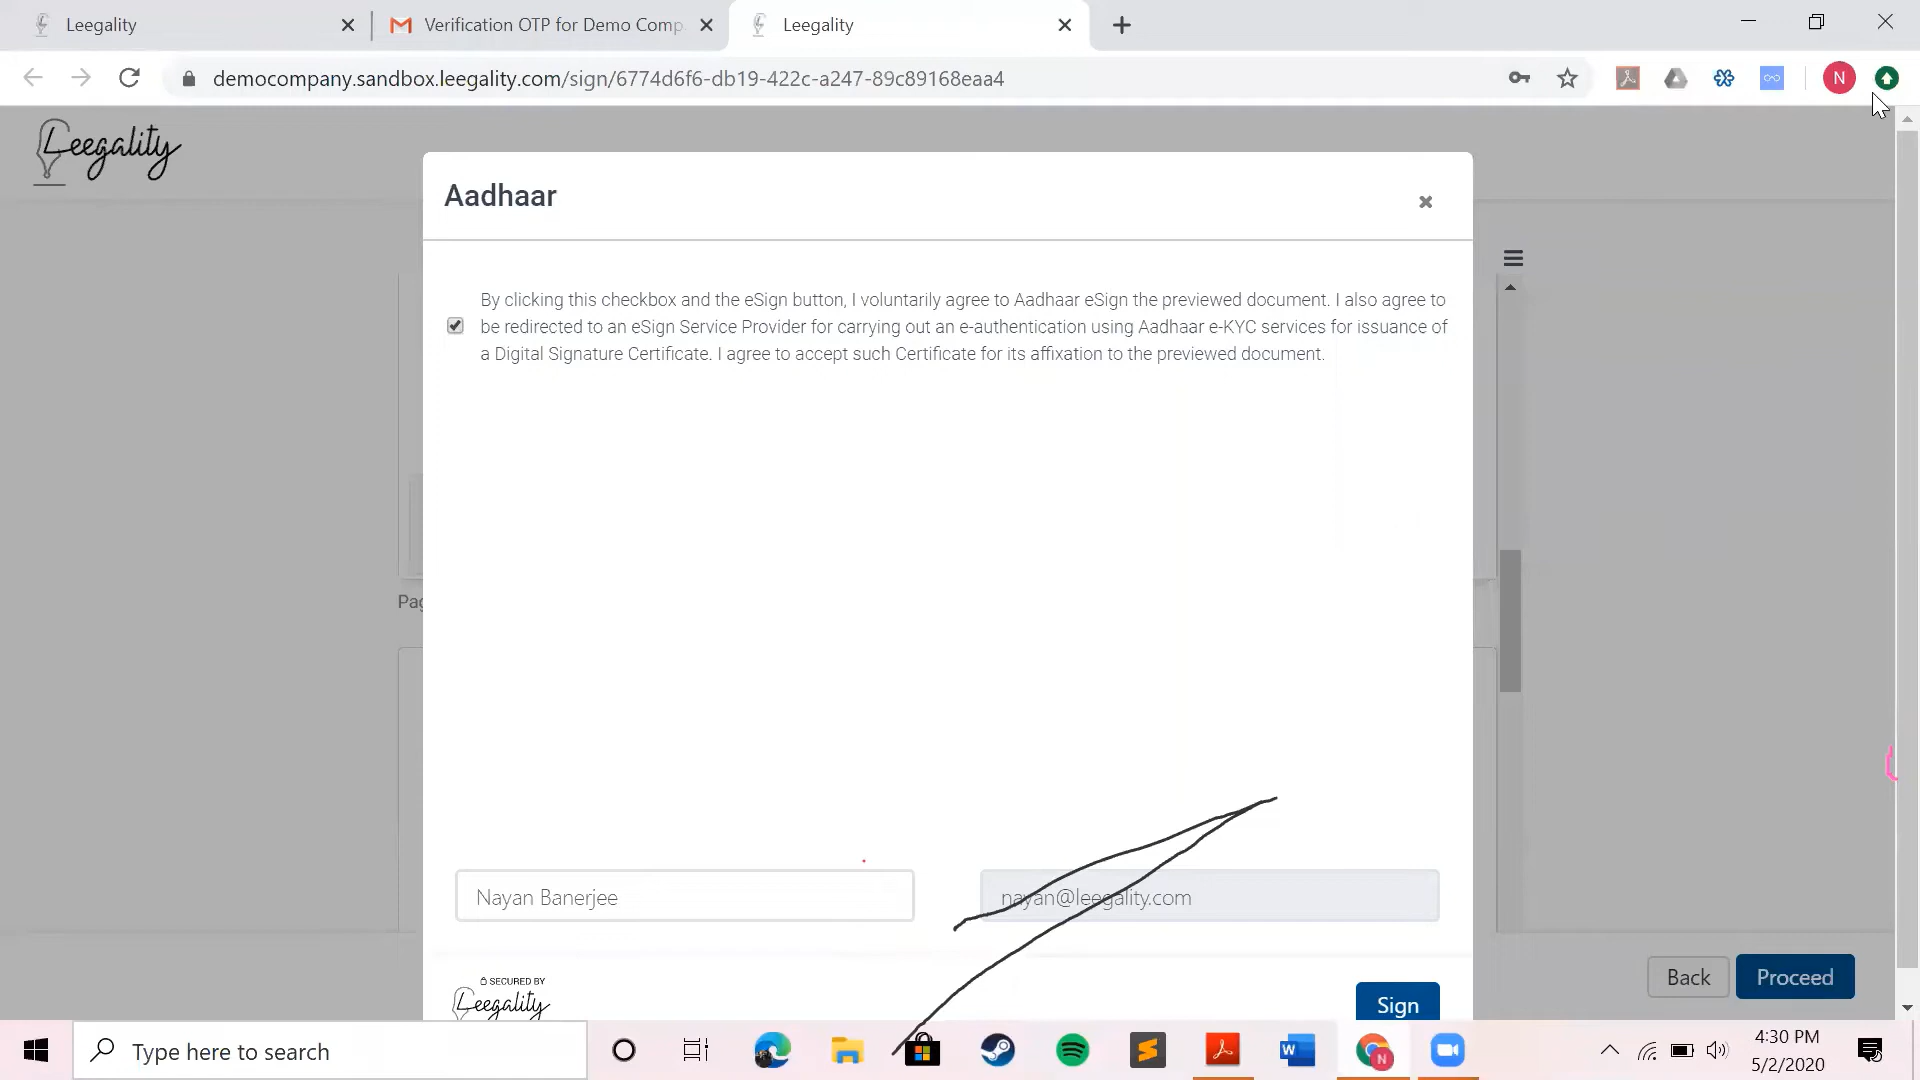 Leegality
Verification OTP for Demo Comp
Leegality
democompany.sandbox.leegality.com/sign/6774d6f6-db19-422c-a247-89c89168eaa4
N
Leegality
Aadhaar
By clicking this checkbox and the eSign button, I voluntarily agree to Aadhaar eSign the previewed document. I also agree to
be redirected to an eSign Service Provider for carrying out an e-authentication using Aadhaar e-KYC services for issuance of
a Digital Signature Certificate. I agree to accept such Certificate for its affixation to the previewed document.
Pag
Nayan Banerjee
nayan@leegality.com
SECURED BY
Leegality
Sign
Back
Proceed
Type here to search
4:30 PM
5/2/2020